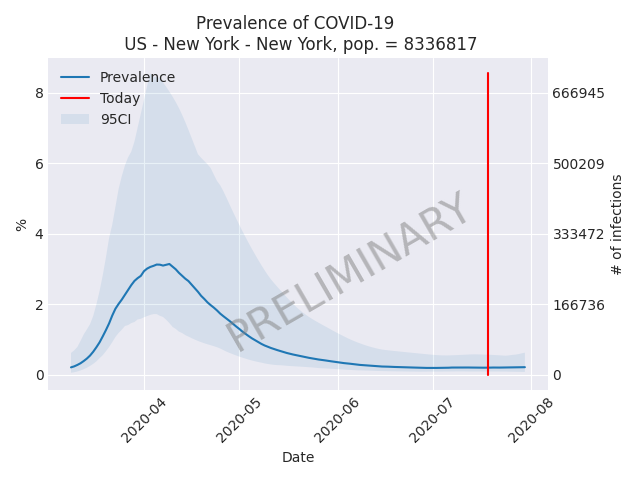 Prevalence of COVID-19
US - New York - New York, pop. = 8336817
Prevalence
Today
95CI
8
6
4
2
0
%
666945
500209
333472
166736
0
# of infections
PRELIMINARY
2020-04
2020-05
2020-06
2020-07
2020-08
Date